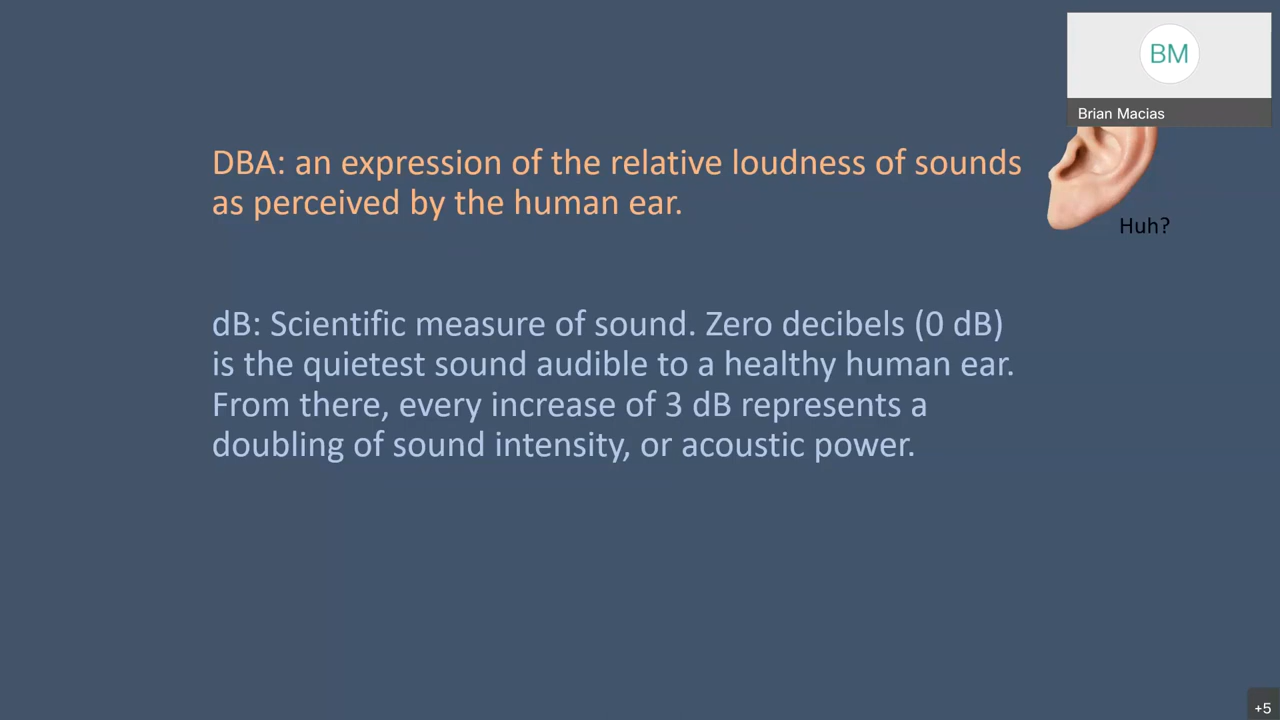 BM
Brian Macias
DBA: an expression of the relative loudness of sounds
as perceived by the human ear.
Huh?
dB: Scientific measure of sound. Zero decibels (0 dB)
is the quietest sound audible to a healthy human ear.
From there, every increase of 3 dB represents a
doubling of sound intensity, or acoustic power.
+5